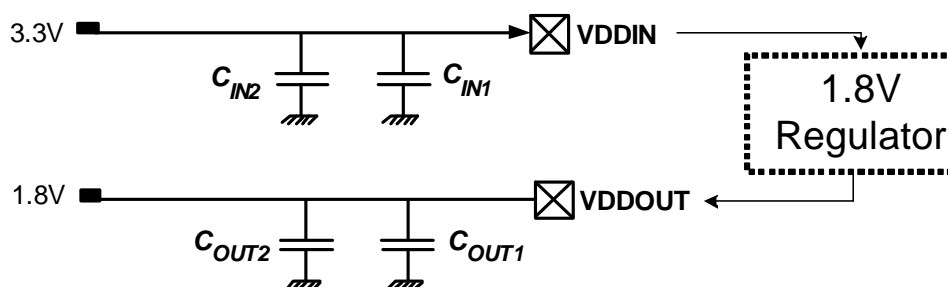 3.3V
VDDIN
C_IN2
C_IN1
1.8V
Regulator
1.8V
VDDOUT
C_OUT2
C_OUT1